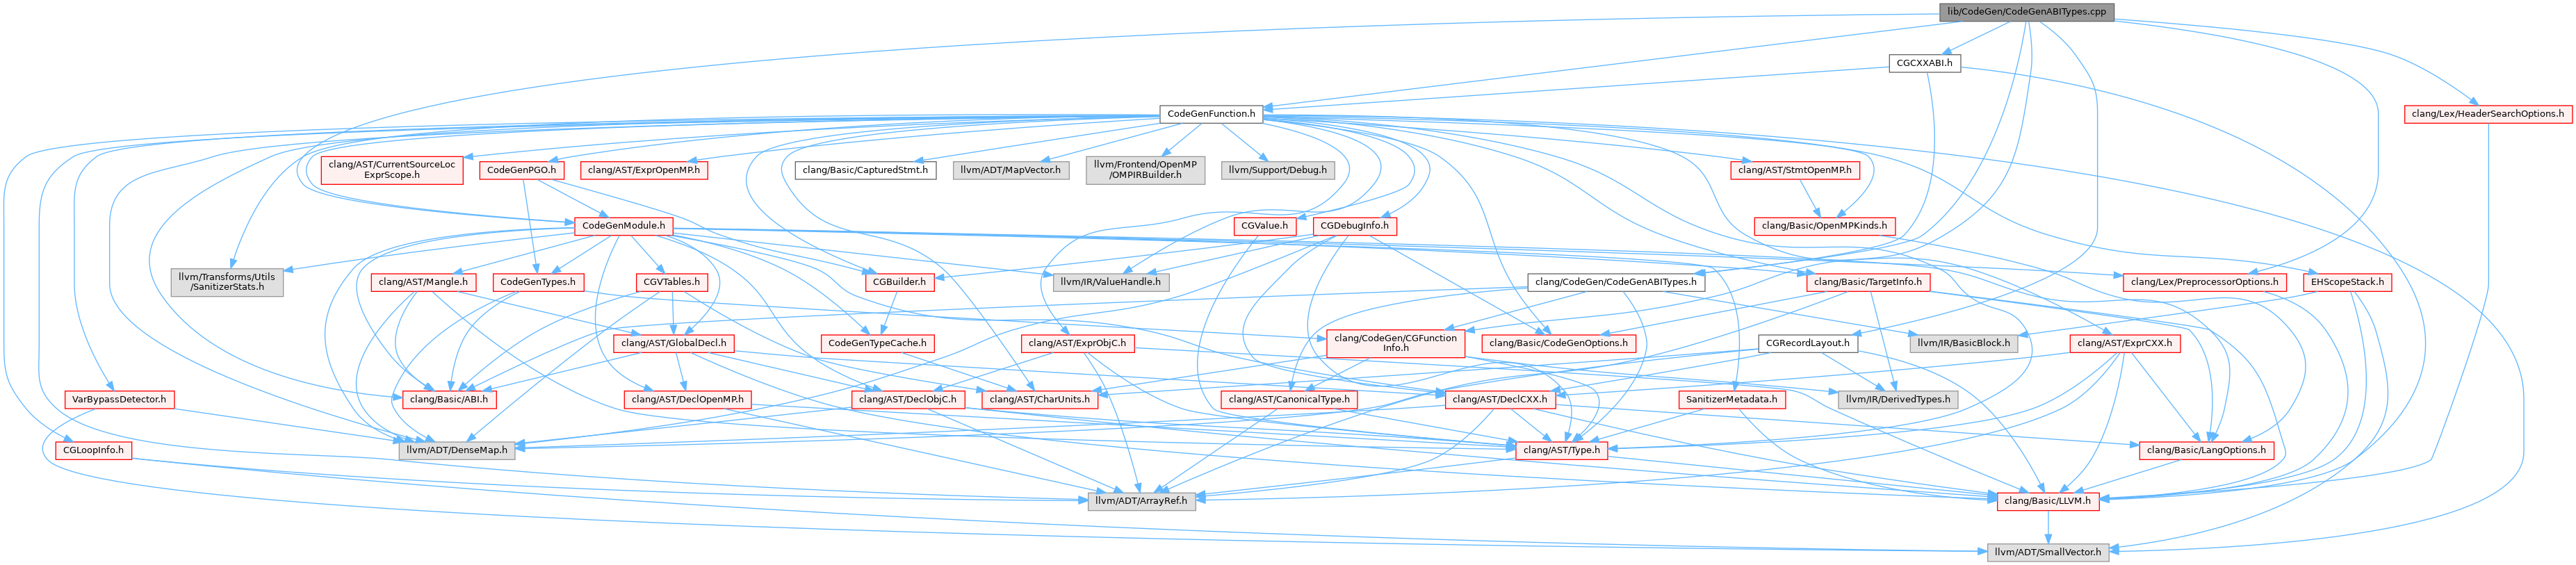 lib/CodeGen/CodeGenABITypes.cpp
CGCXXABI.h
CodeGenFunction.h
clang/Lex/HeaderSearchOptions.h
clang/AST/CurrentSourceLoc
ExprScope.h
CodeGenPGO.h
clang/AST/ExprOpenMP.h
clang/Basic/CapturedStmt.h
llvm/ADT/MapVector.h
llvm/Frontend/OpenMP
/OMPIRBuilder.h
llvm/Support/Debug.h
clang/AST/StmtOpenMP.h
CodeGenModule.h
CGValue.h
CGDebugInfo.h
clang/Basic/OpenMPKinds.h
llvm/Transforms/Utils
/SanitizerStats.h
clang/AST/Mangle.h
CodeGenTypes.h
CGVTables.h
CGBuilder.h
llvm/IR/ValueHandle.h
clang/CodeGen/CodeGenABITypes.h
clang/Basic/TargetInfo.h
clang/Lex/PreprocessorOptions.h
EHScopeStack.h
clang/AST/GlobalDecl.h
CodeGenTypeCache.h
clang/AST/ExprObjC.h
clang/CodeGen/CGFunction
Info.h
clang/Basic/CodeGenOptions.h
CGRecordLayout.h
llvm/IR/BasicBlock.h
clang/AST/ExprCXX.h
VarBypassDetector.h
clang/Basic/ABI.h
clang/AST/DeclOpenMP.h
clang/AST/DeclObjC.h
clang/AST/CharUnits.h
clang/AST/CanonicalType.h
clang/AST/DeclCXX.h
SanitizerMetadata.h
llvm/IR/DerivedTypes.h
CGLoopInfo.h
llvm/ADT/DenseMap.h
clang/AST/Type.h
clang/Basic/LangOptions.h
llvm/ADT/ArrayRef.h
clang/Basic/LLVM.h
llvm/ADT/SmallVector.h